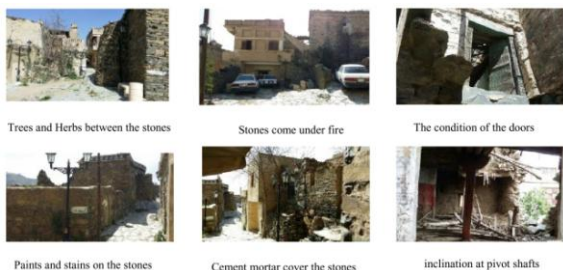 Trees and Herbs between the stones
Stones come under fire
The condition of the doors
Paints and stains on the stones
Cement mortar cover the stones
inclination at pivot shafts